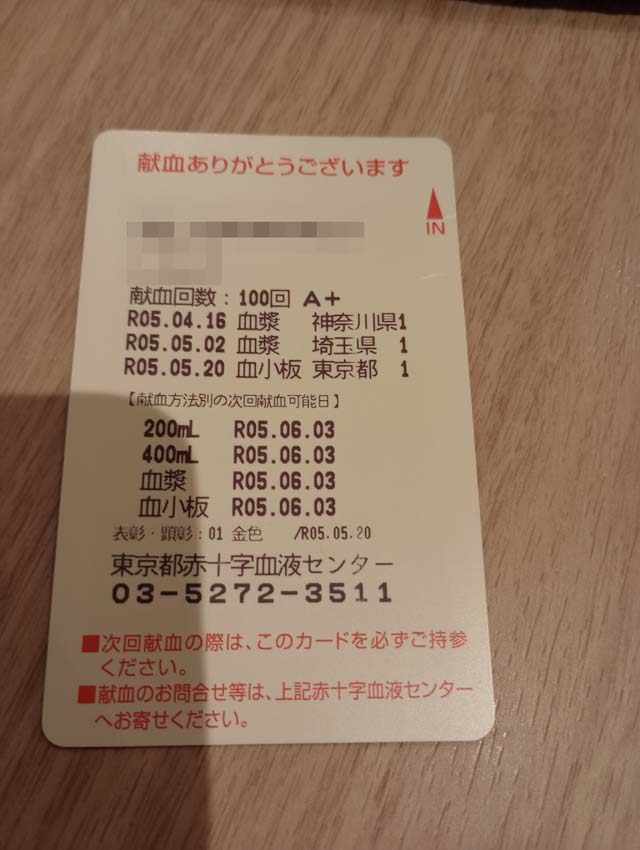 献血ありがとうございます
IN
献血回数：100回 A+
R05.04.16 血漿 神奈川県1
R05.05.02 血漿 埼玉県 1
R05.05.20 血小板 東京都 1
【献血方法別の次回献血可能日】
200mL R05.06.03
400mL R05.06.03
血漿 R05.06.03
血小板 R05.06.03
表彰・顕彰：01 金色 /R05.05.20
東京都赤十字血液センター
03-5272-3511
■次回献血の際は、このカードを必ずご持参
ください。
■献血のお問合せ等は、上記赤十字血液センター
へお寄せください。